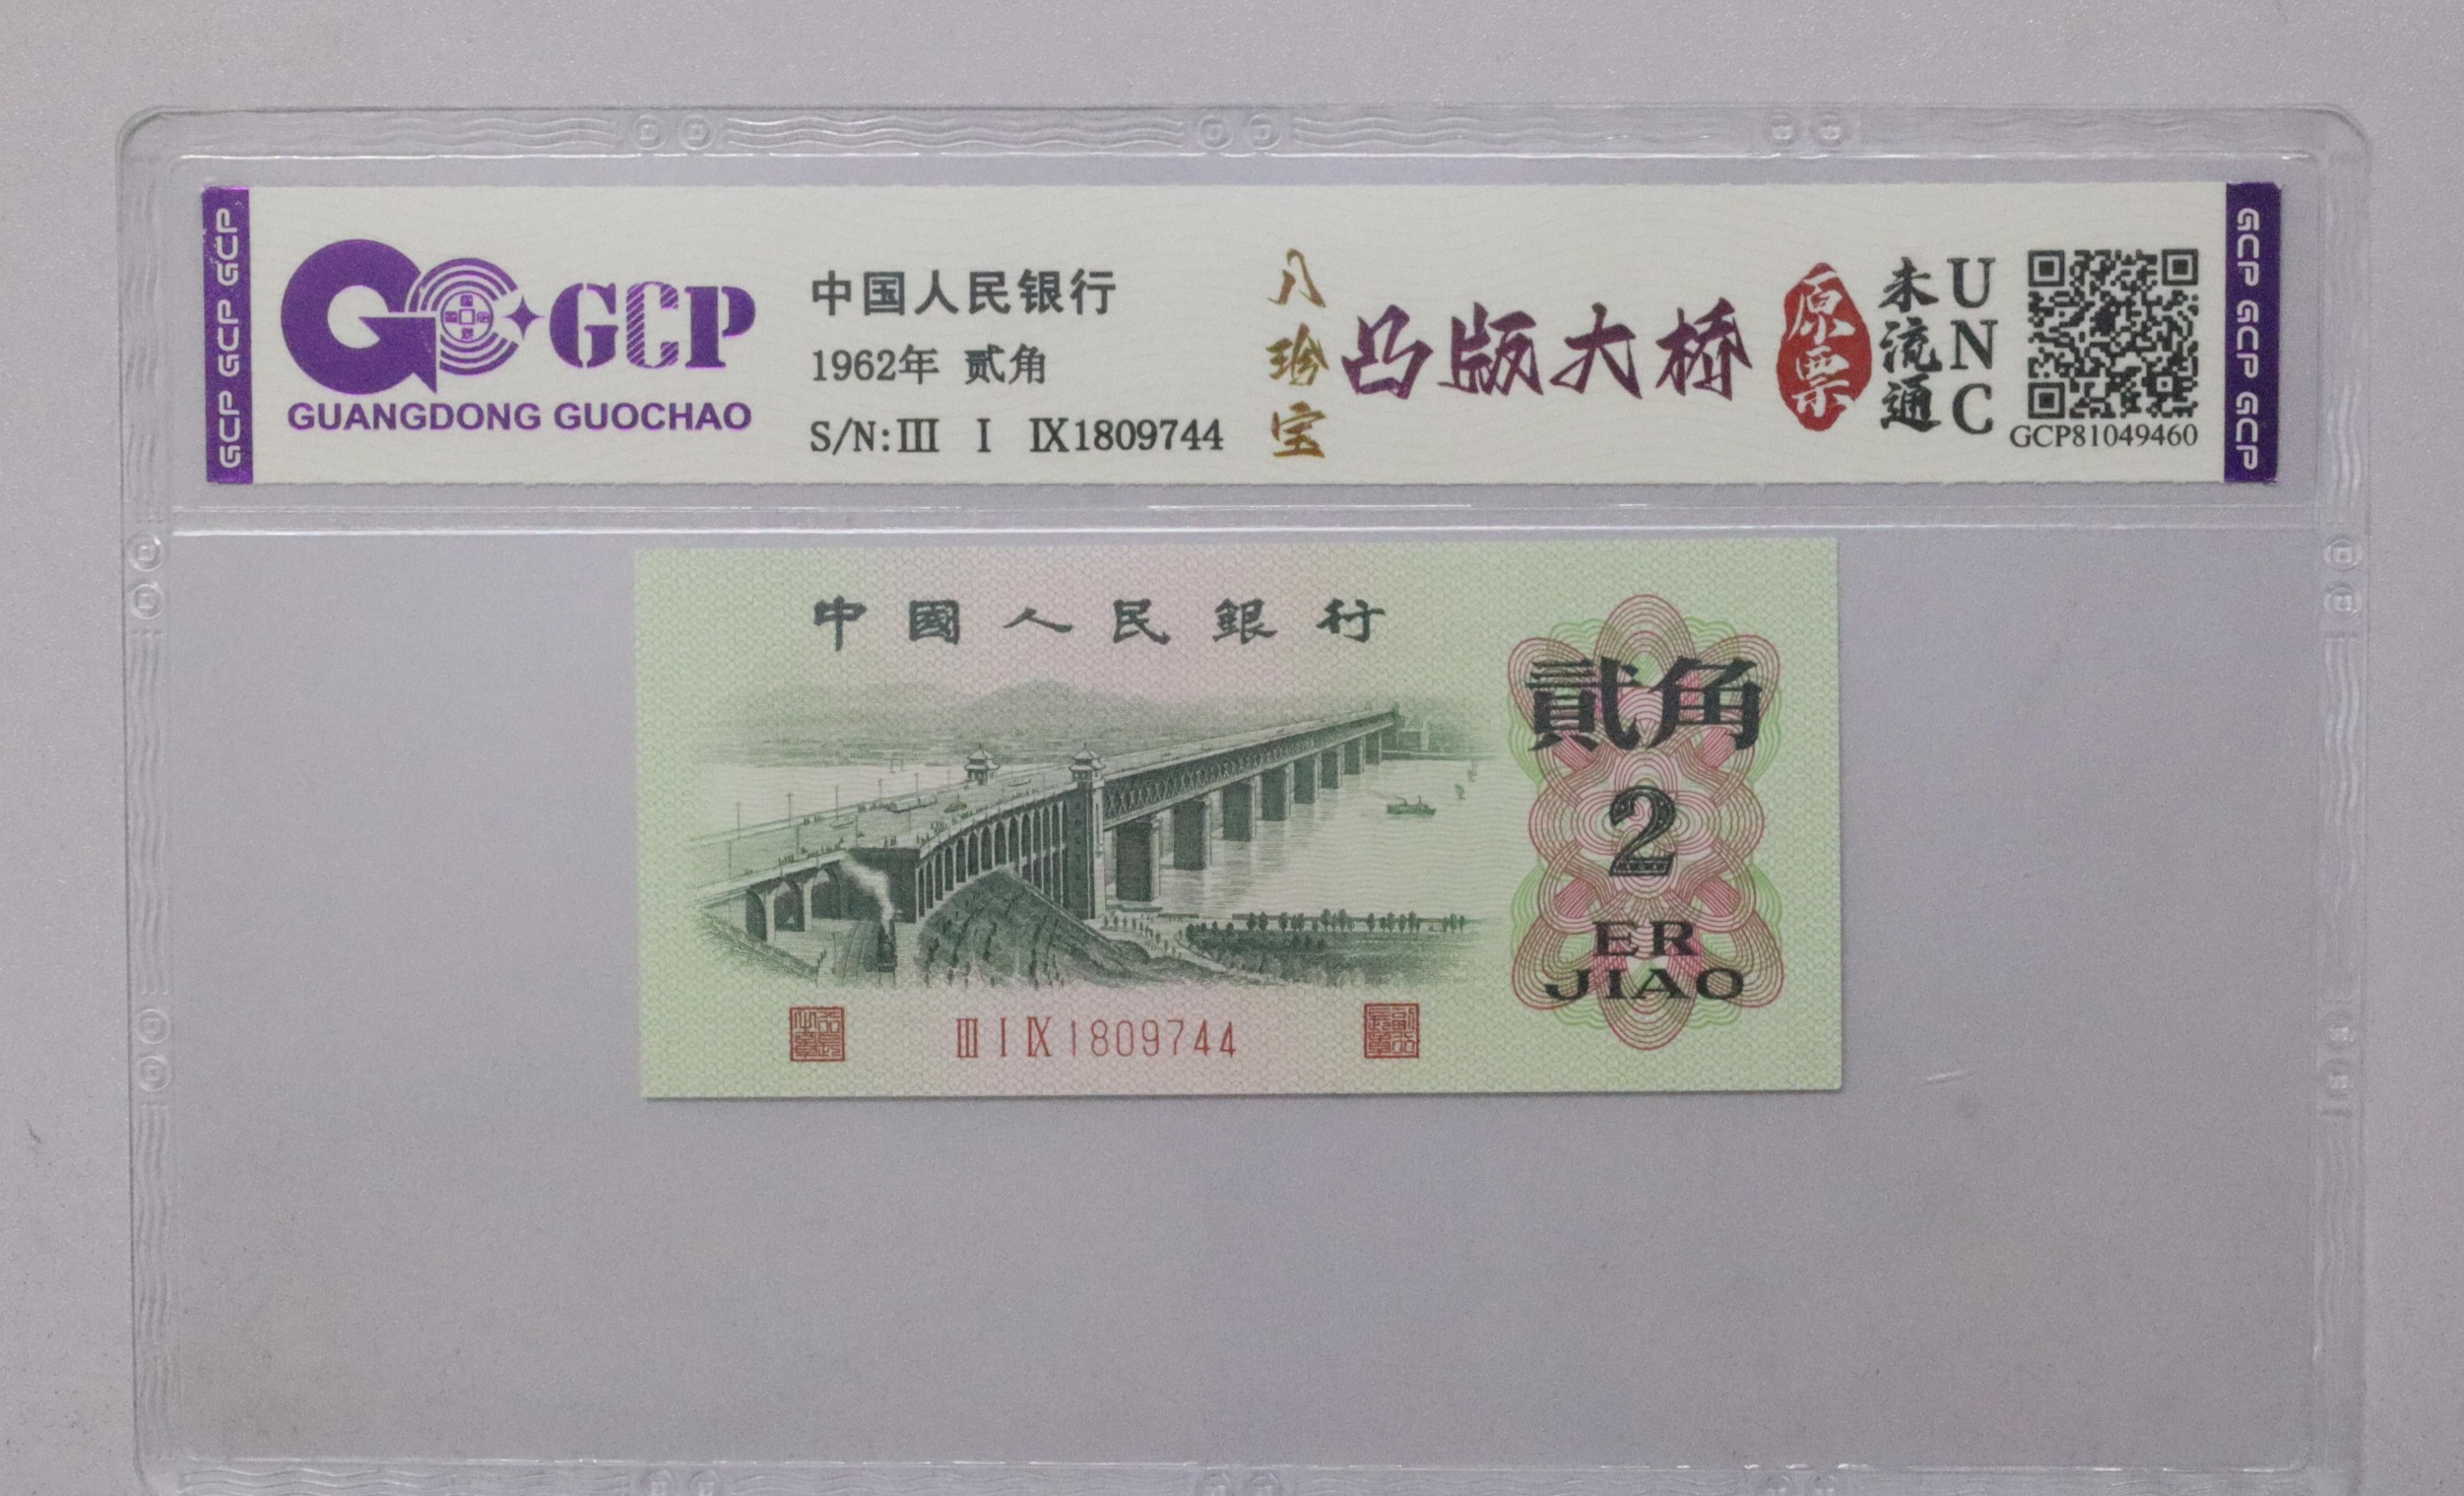 GCP GCP GCP
GCP
GUANGDONG GUOCHAO
中国人民银行
1962年 贰角
S/N:Ⅲ Ⅰ Ⅸ1809744
八珍宝
凸版大桥
原票
未流通
UNC
GCP81049460
GCP GCP GCP
中國人民銀行
貳角
2
ER
JIAO
Ⅲ Ⅰ Ⅸ 1809744